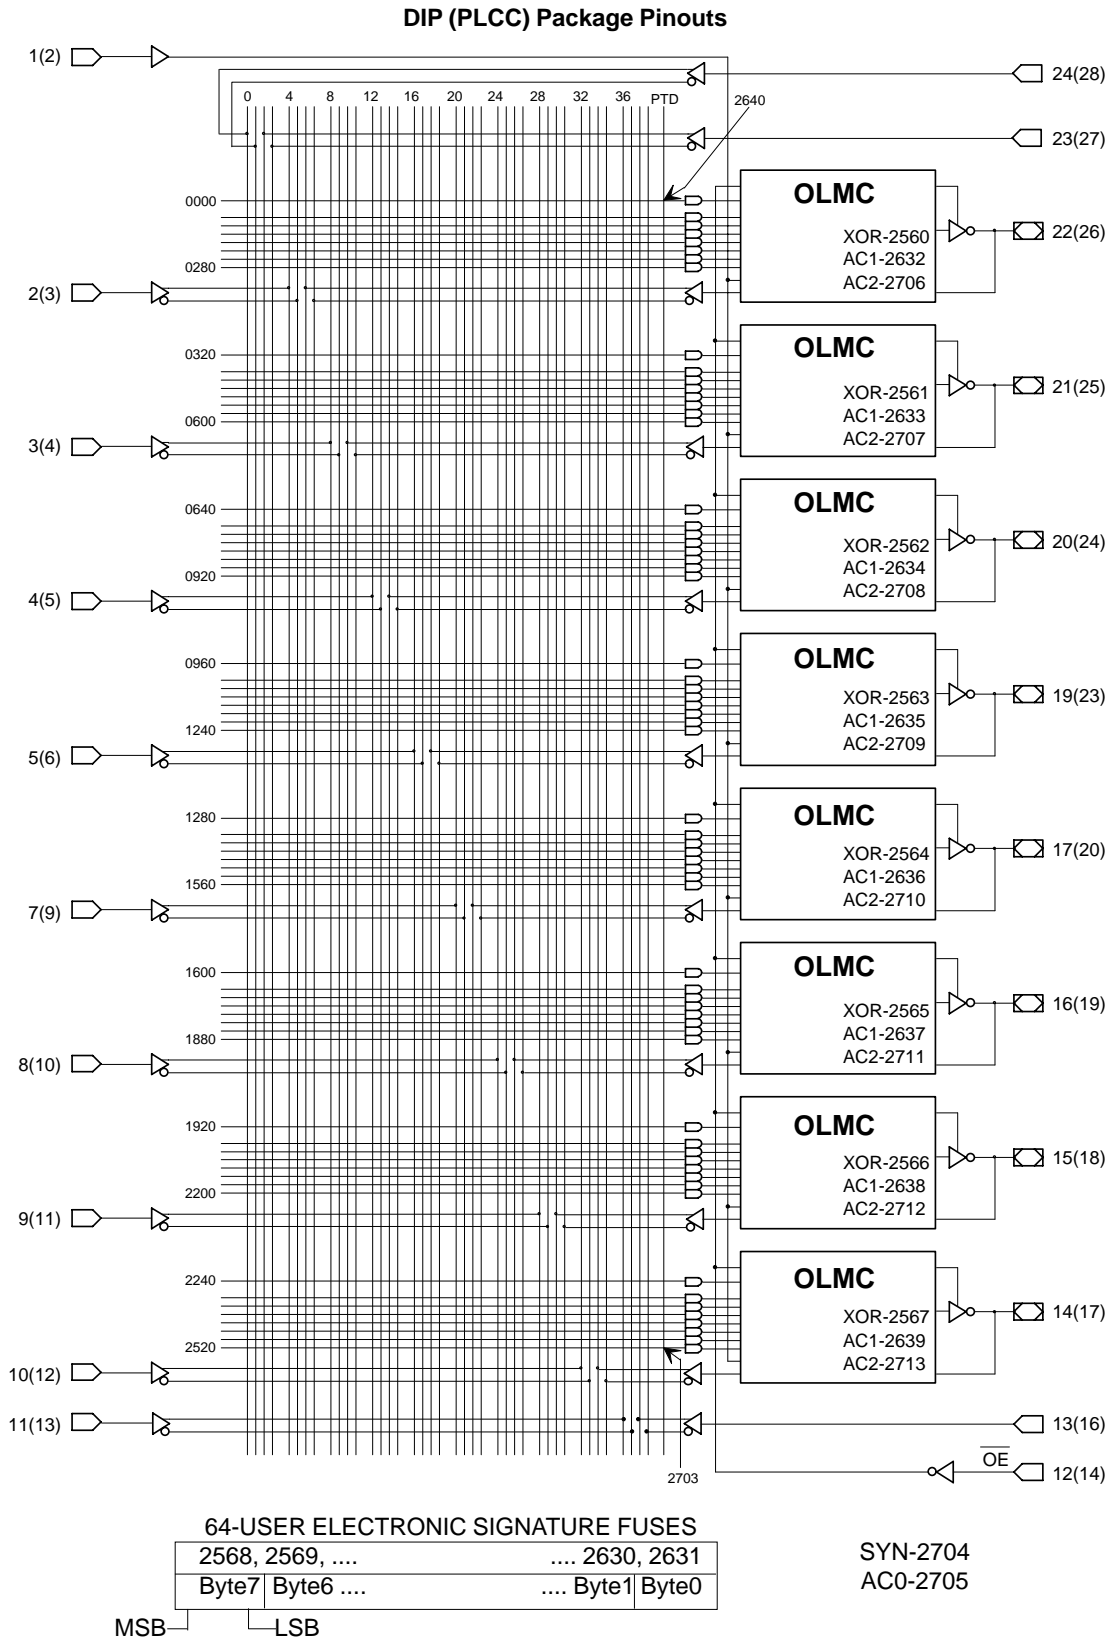 DIP (PLCC) Package Pinouts
1(2)
24(28)
0 4 8 12 16 20 24 28 32 36 PTD
2640
23(27)
0000
OLMC
XOR-2560
22(26)
AC1-2632
0280
AC2-2706
2(3)
0320
OLMC
XOR-2561
21(25)
AC1-2633
0600
AC2-2707
3(4)
0640
OLMC
XOR-2562
20(24)
AC1-2634
0920
AC2-2708
4(5)
0960
OLMC
XOR-2563
19(23)
AC1-2635
1240
AC2-2709
5(6)
1280
OLMC
XOR-2564
17(20)
AC1-2636
1560
AC2-2710
7(9)
1600
OLMC
XOR-2565
16(19)
AC1-2637
1880
AC2-2711
8(10)
1920
OLMC
XOR-2566
15(18)
AC1-2638
2200
AC2-2712
9(11)
2240
OLMC
XOR-2567
14(17)
AC1-2639
2520
AC2-2713
10(12)
11(13)
13(16)
2703
OE
12(14)
64-USER ELECTRONIC SIGNATURE FUSES
2568, 2569, .... .... 2630, 2631
Byte7 Byte6 .... .... Byte1 Byte0
MSB LSB
SYN-2704
AC0-2705